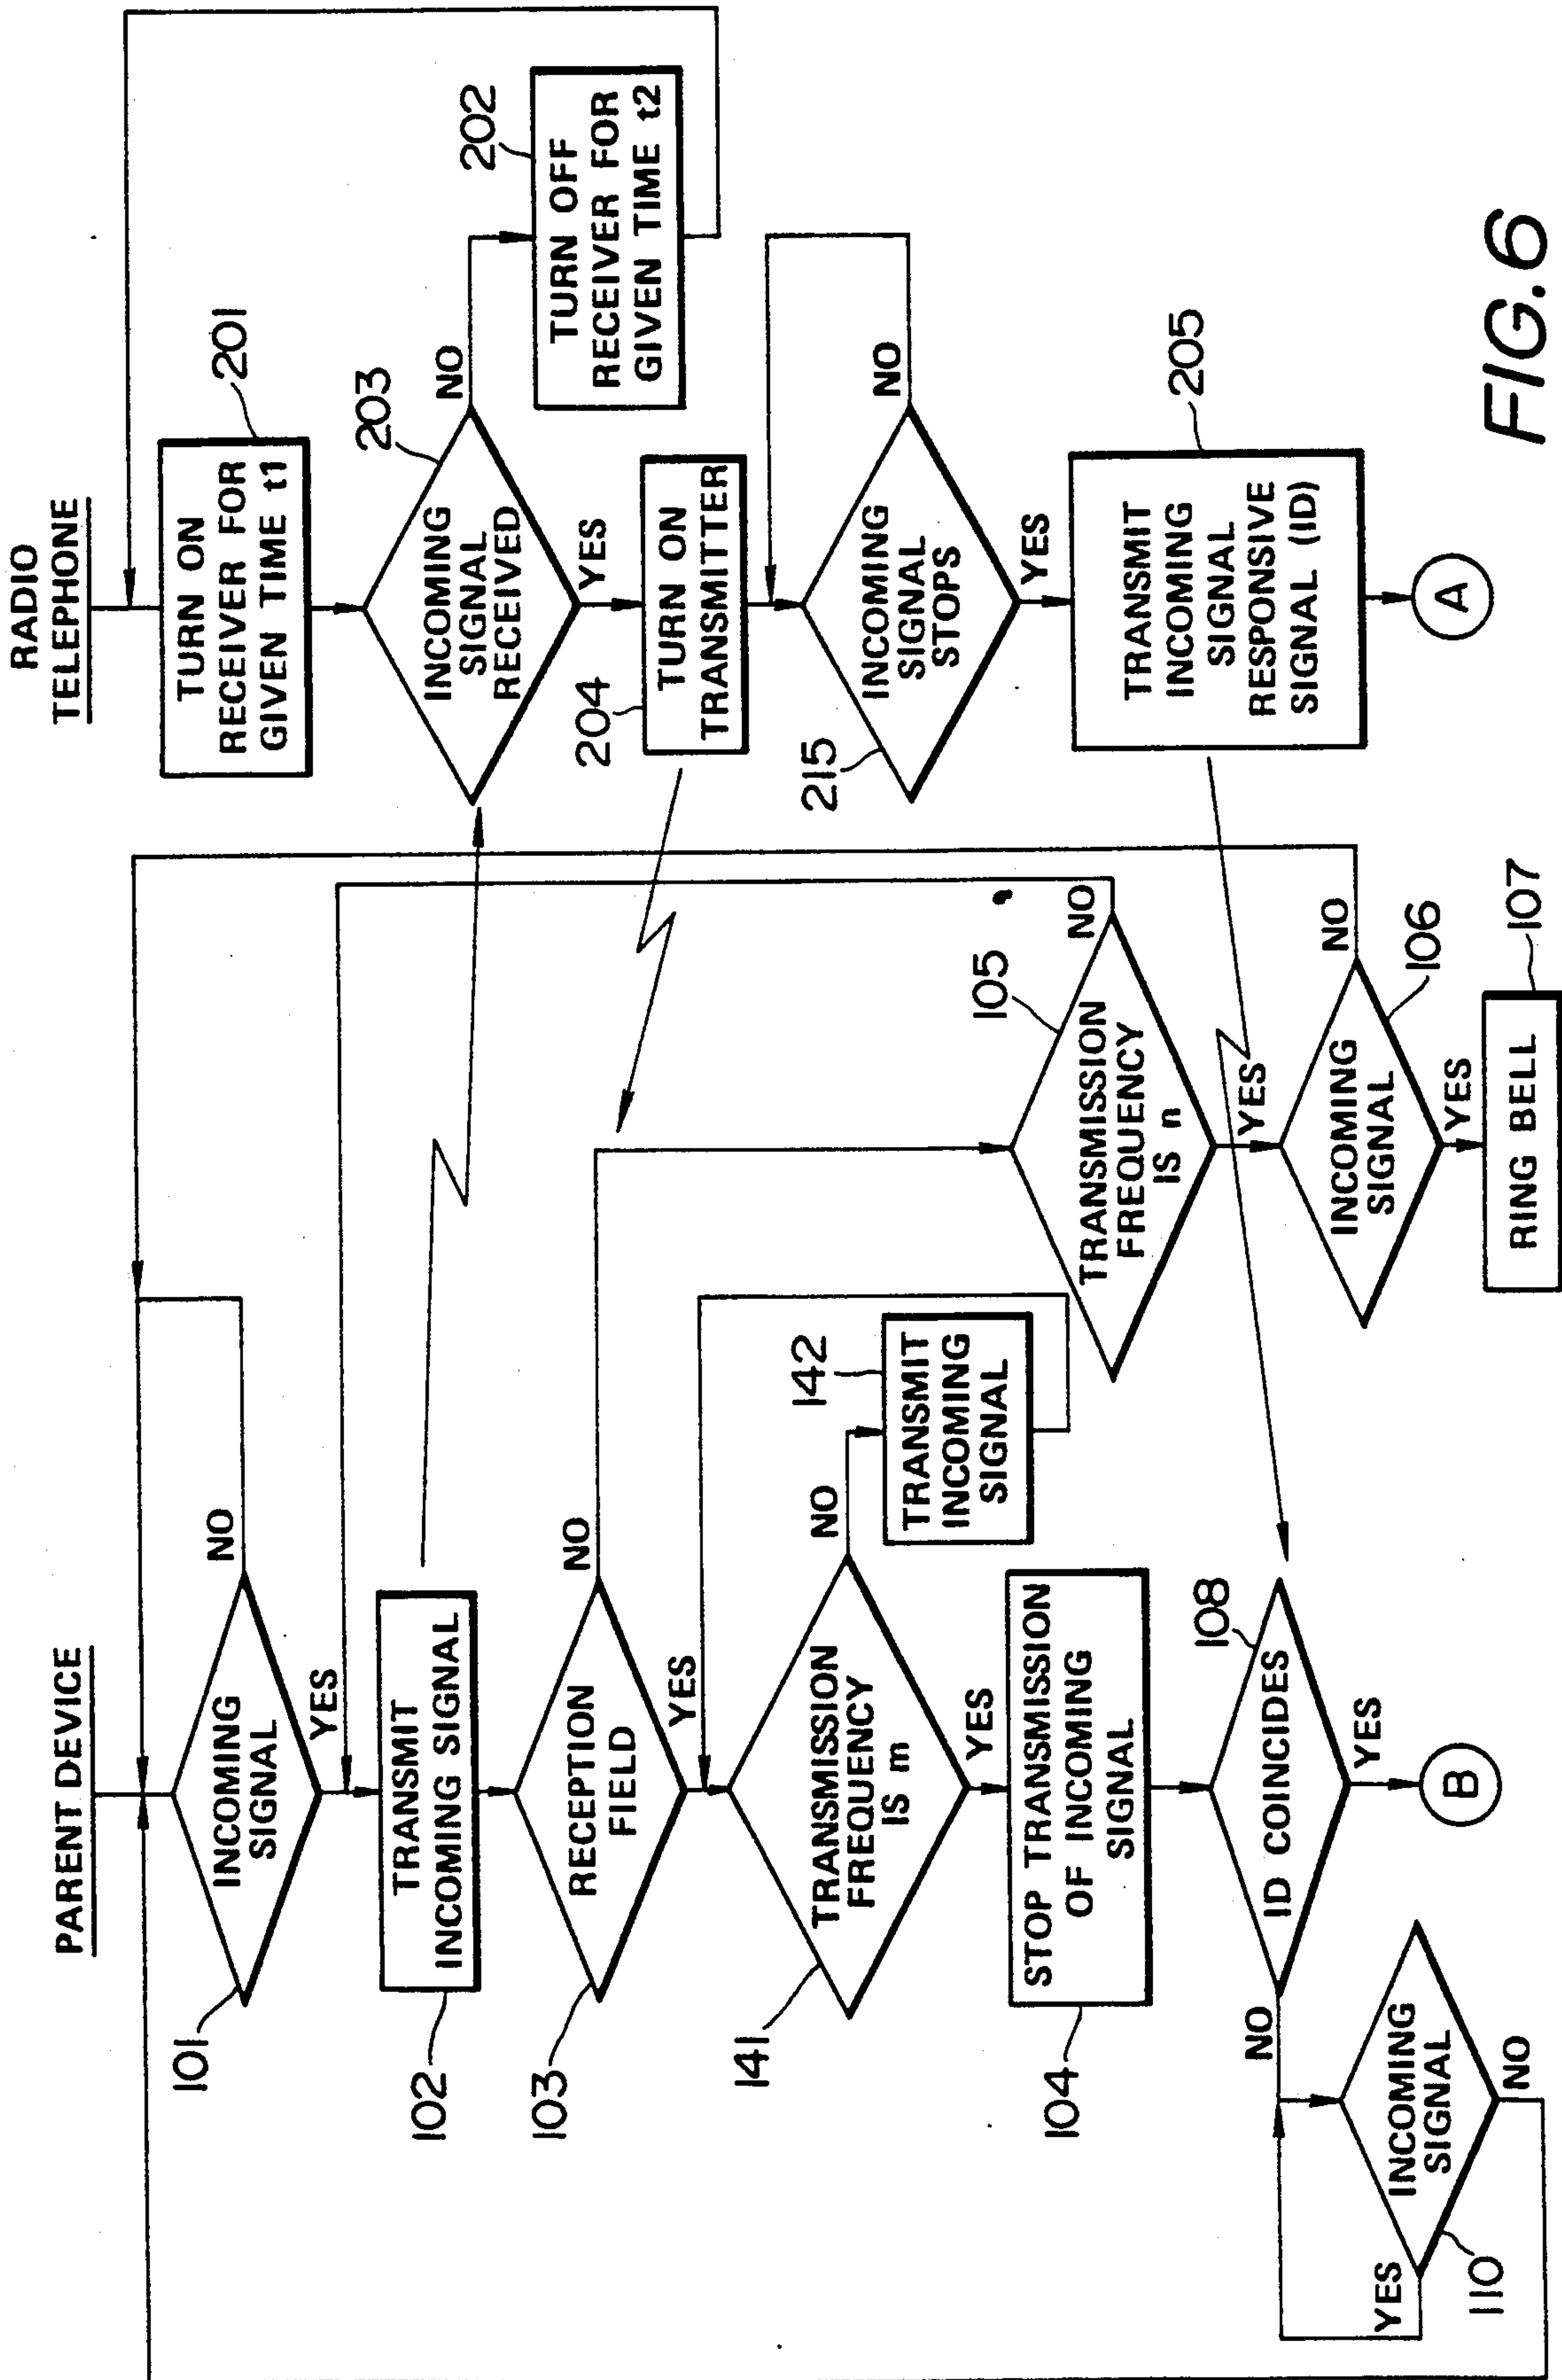 PARENT DEVICE
101
INCOMING
SIGNAL
NO
YES
102
TRANSMIT
INCOMING SIGNAL
103
RECEPTION
FIELD
NO
YES
141
TRANSMISSION
FREQUENCY
IS m
NO
142
TRANSMIT
INCOMING
SIGNAL
YES
104
STOP TRANSMISSION
OF INCOMING
SIGNAL
108
ID COINCIDES
NO
YES
B
110
INCOMING
SIGNAL
YES
NO
105
TRANSMISSION
FREQUENCY
IS n
NO
YES
106
INCOMING
SIGNAL
NO
YES
107
RING BELL
RADIO
TELEPHONE
201
TURN ON
RECEIVER FOR
GIVEN TIME t1
203
INCOMING
SIGNAL
RECEIVED
NO
202
TURN OFF
RECEIVER FOR
GIVEN TIME t2
YES
204
TURN ON
TRANSMITTER
215
INCOMING
SIGNAL
STOPS
NO
YES
205
TRANSMIT
INCOMING
SIGNAL
RESPONSIVE
SIGNAL (ID)
A
FIG.6